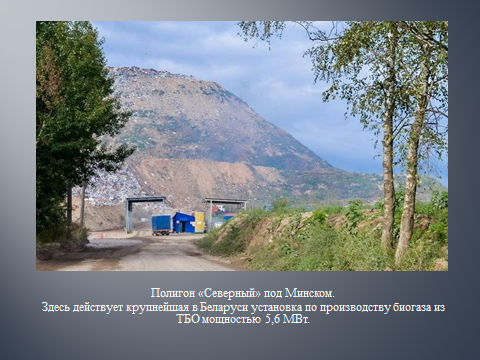 Полигон «Северный» под Минском.
Здесь действует крупнейшая в Беларуси установка по производству биогаза из
ТБО мощностью 5,6 МВт.